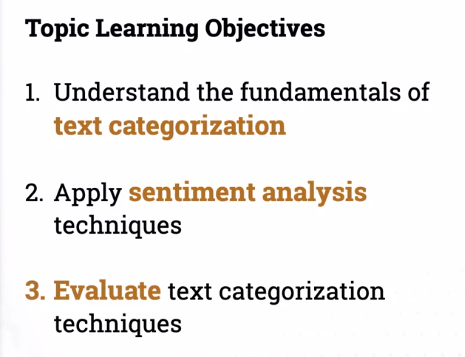 Topic Learning Objectives
1. Understand the fundamentals of
text categorization
2. Apply sentiment analysis
techniques
3. Evaluate text categorization
techniques